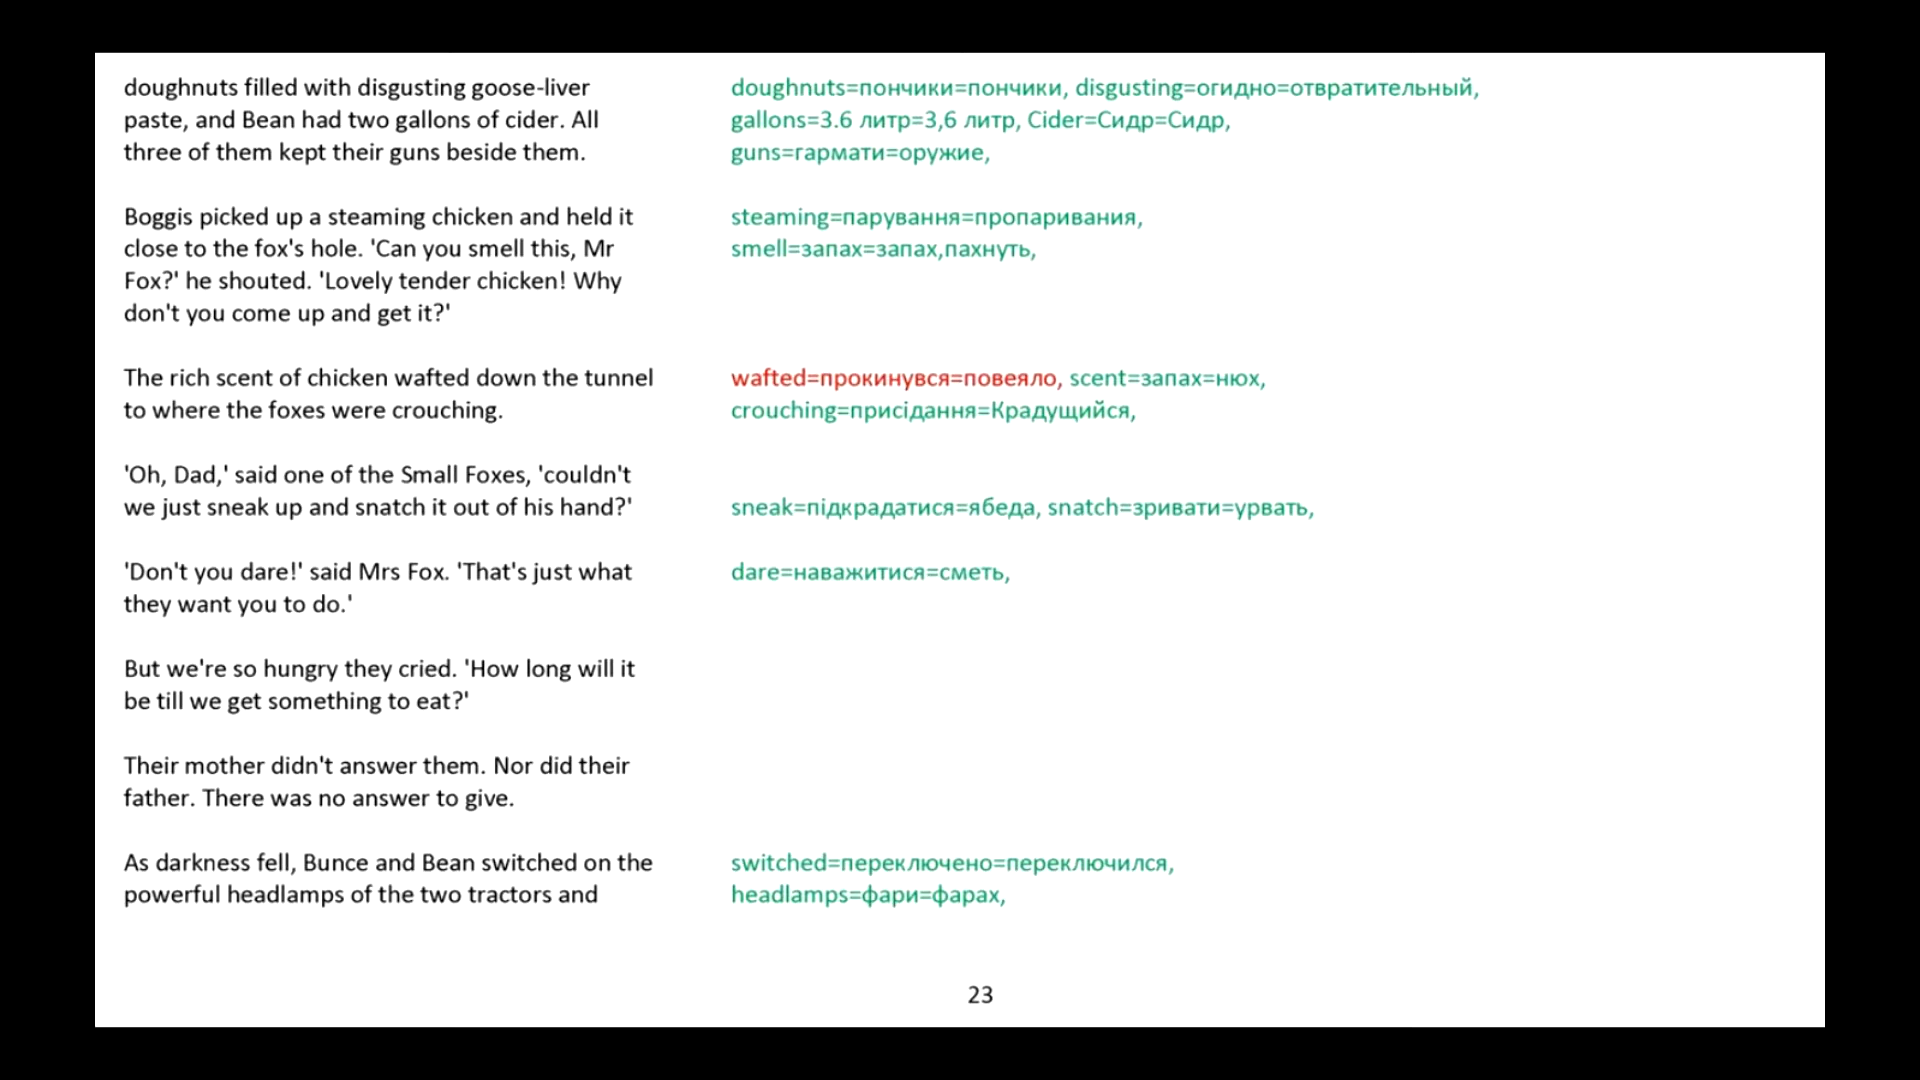 doughnuts filled with disgusting goose-liver
paste, and Bean had two gallons of cider. All
three of them kept their guns beside them.
doughnuts=пончики=пончики, disgusting=огидно=отвратительный,
gallons=3.6 литр=3,6 литр, Cider=Сидр=Сидр,
guns=гармати=оружие,
Boggis picked up a steaming chicken and held it
close to the fox's hole. 'Can you smell this, Mr
Fox?' he shouted. 'Lovely tender chicken! Why
don't you come up and get it?'
steaming=парування=пропаривания,
smell=запах=запах,пахнуть,
The rich scent of chicken wafted down the tunnel
to where the foxes were crouching.
wafted=прокинувся=повеяло, scent=запах=нюх,
crouching=присідання=Крадущийся,
'Oh, Dad,' said one of the Small Foxes, 'couldn't
we just sneak up and snatch it out of his hand?'
sneak=підкрадатися=ябеда, snatch=зривати=урвать,
'Don't you dare!' said Mrs Fox. 'That's just what
they want you to do.'
dare=наважитися=сметь,
But we're so hungry they cried. 'How long will it
be till we get something to eat?'
Their mother didn't answer them. Nor did their
father. There was no answer to give.
As darkness fell, Bunce and Bean switched on the
powerful headlamps of the two tractors and
switched=переключено=переключился,
headlamps=фари=фарах,
23